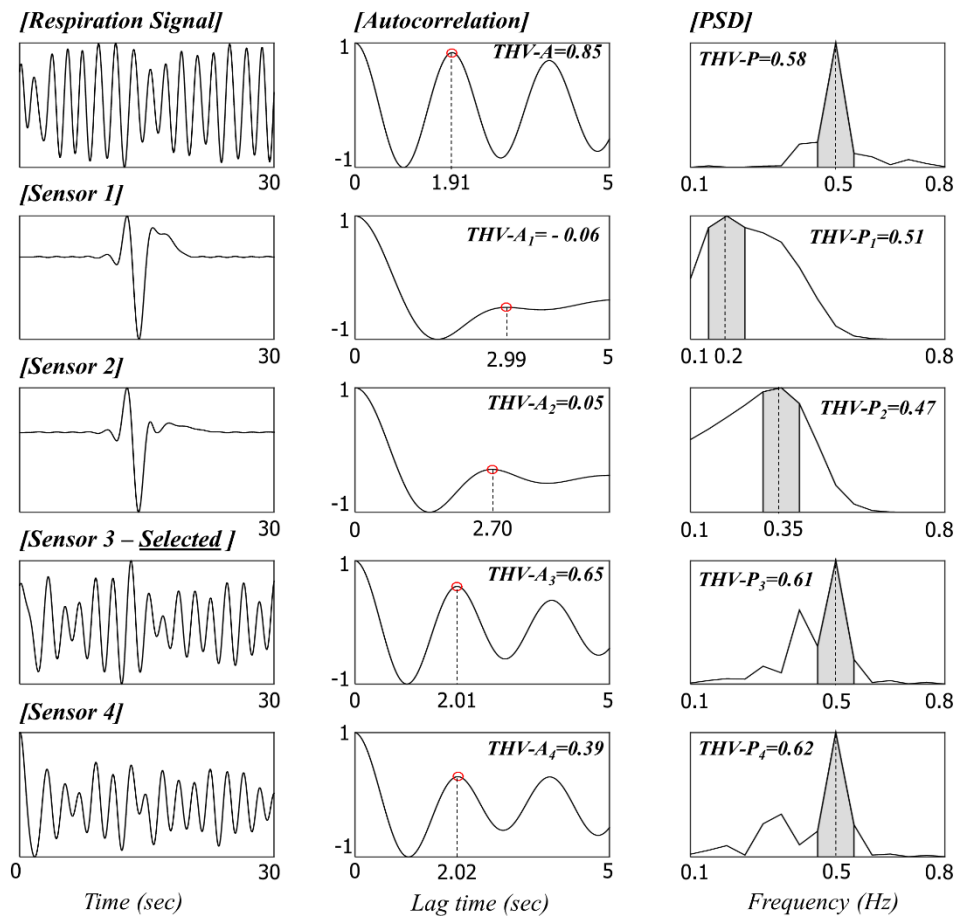 [Respiration Signal] [Autocorrelation] [PSD]
1 THV-A=0.85 THV-P=0.58
-1
30 0 1.91 5 0.1 0.5 0.8
[Sensor 1]
1 THV-A1= - 0.06 THV-P1=0.51
-1
30 0 2.99 5 0.1 0.2 0.8
[Sensor 2]
1 THV-A2=0.05 THV-P2=0.47
-1
30 0 2.70 5 0.1 0.35 0.8
[Sensor 3 – Selected ]
1 THV-A3=0.65 THV-P3=0.61
-1
30 0 2.01 5 0.1 0.5 0.8
[Sensor 4]
1 THV-A4=0.39 THV-P4=0.62
-1
0 30 0 2.02 5 0.1 0.5 0.8
Time (sec) Lag time (sec) Frequency (Hz)